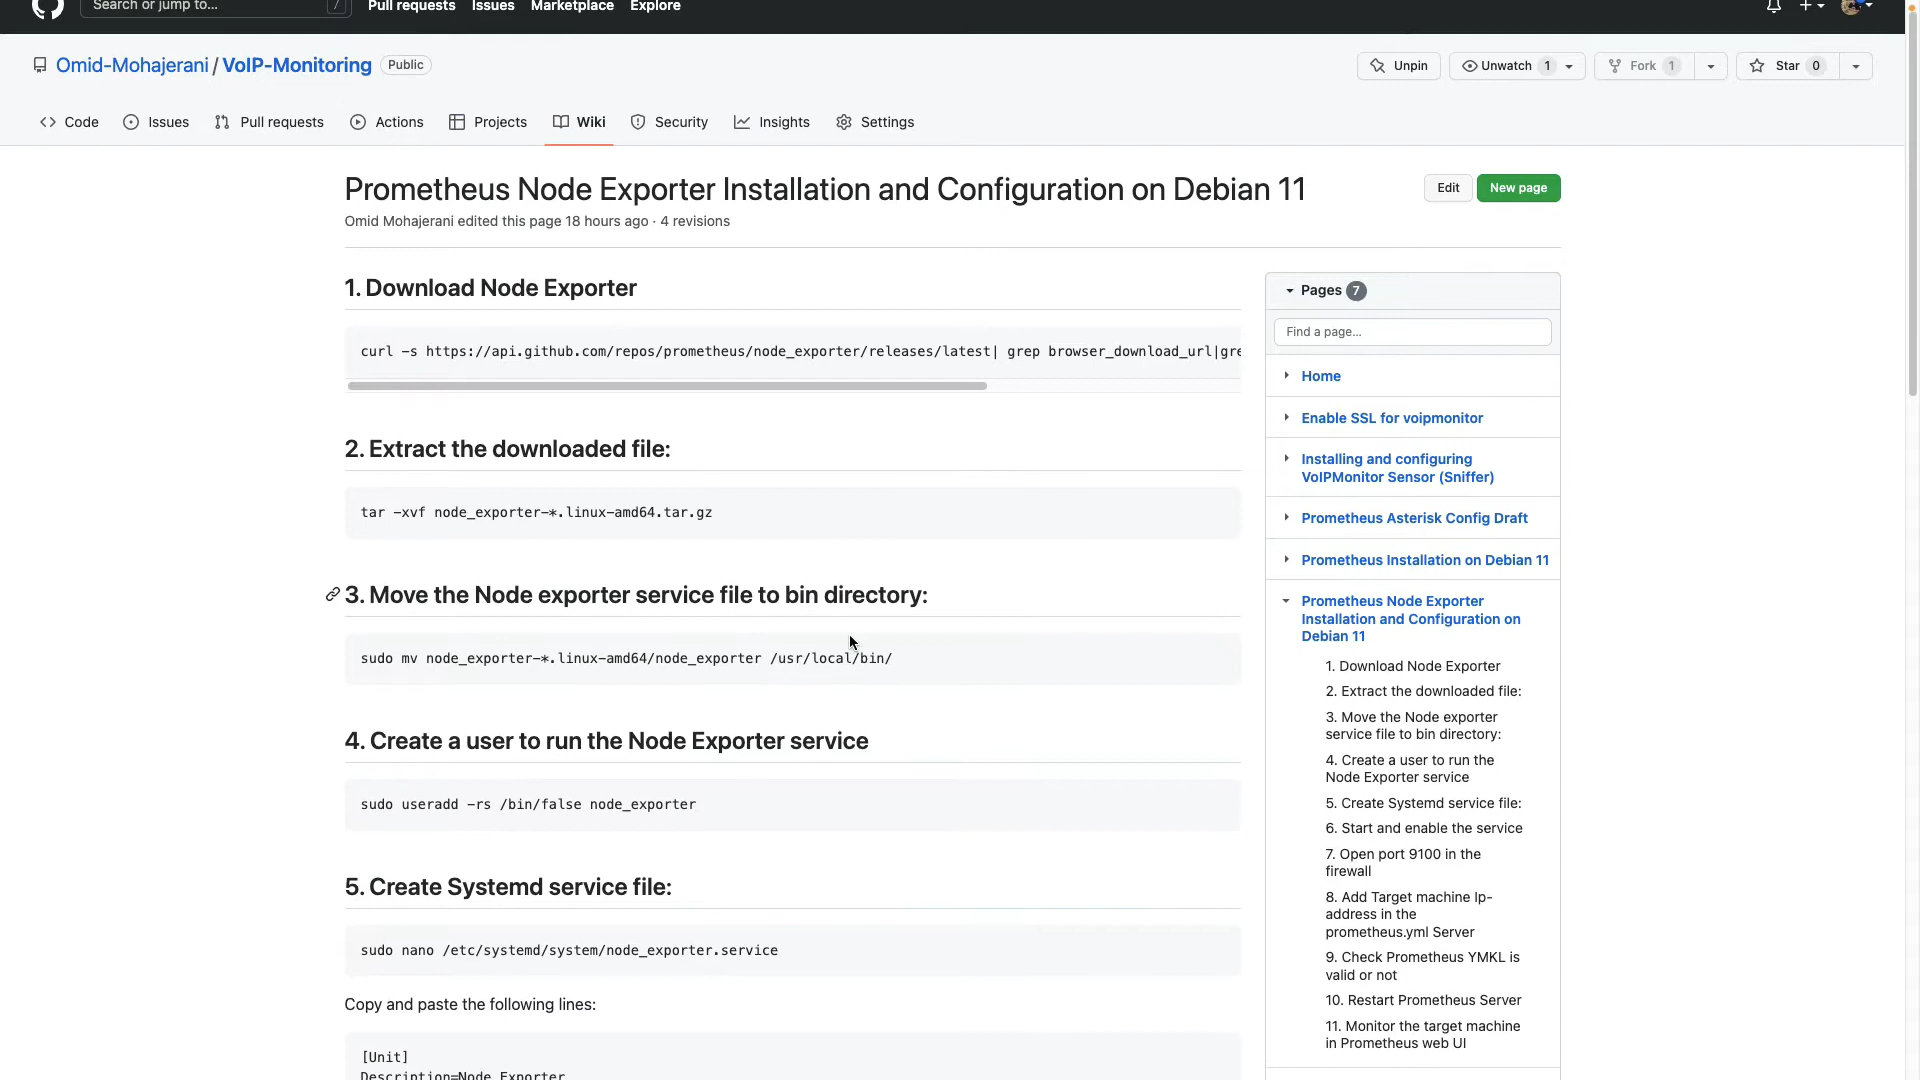 Search or jump to...
/
Pull requests
Issues
Marketplace
Explore
Omid-Mohajerani / VoIP-Monitoring
Public
Unpin
Unwatch 1
Fork 1
Star 0
Code
Issues
Pull requests
Actions
Projects
Wiki
Security
Insights
Settings
Prometheus Node Exporter Installation and Configuration on Debian 11
Edit
New page
Omid Mohajerani edited this page 18 hours ago · 4 revisions
1. Download Node Exporter
curl -s https://api.github.com/repos/prometheus/node_exporter/releases/latest| grep browser_download_url|gre
2. Extract the downloaded file:
tar -xvf node_exporter-*.linux-amd64.tar.gz
3. Move the Node exporter service file to bin directory:
sudo mv node_exporter-*.linux-amd64/node_exporter /usr/local/bin/
4. Create a user to run the Node Exporter service
sudo useradd -rs /bin/false node_exporter
5. Create Systemd service file:
sudo nano /etc/systemd/system/node_exporter.service
Copy and paste the following lines:
[Unit]
Description=Node Exporter
Pages 7
Find a page...
Home
Enable SSL for voipmonitor
Installing and configuring
VoIPMonitor Sensor (Sniffer)
Prometheus Asterisk Config Draft
Prometheus Installation on Debian 11
Prometheus Node Exporter
Installation and Configuration on
Debian 11
1. Download Node Exporter
2. Extract the downloaded file:
3. Move the Node exporter
service file to bin directory:
4. Create a user to run the
Node Exporter service
5. Create Systemd service file:
6. Start and enable the service
7. Open port 9100 in the
firewall
8. Add Target machine Ip-
address in the
prometheus.yml Server
9. Check Prometheus YMKL is
valid or not
10. Restart Prometheus Server
11. Monitor the target machine
in Prometheus web UI